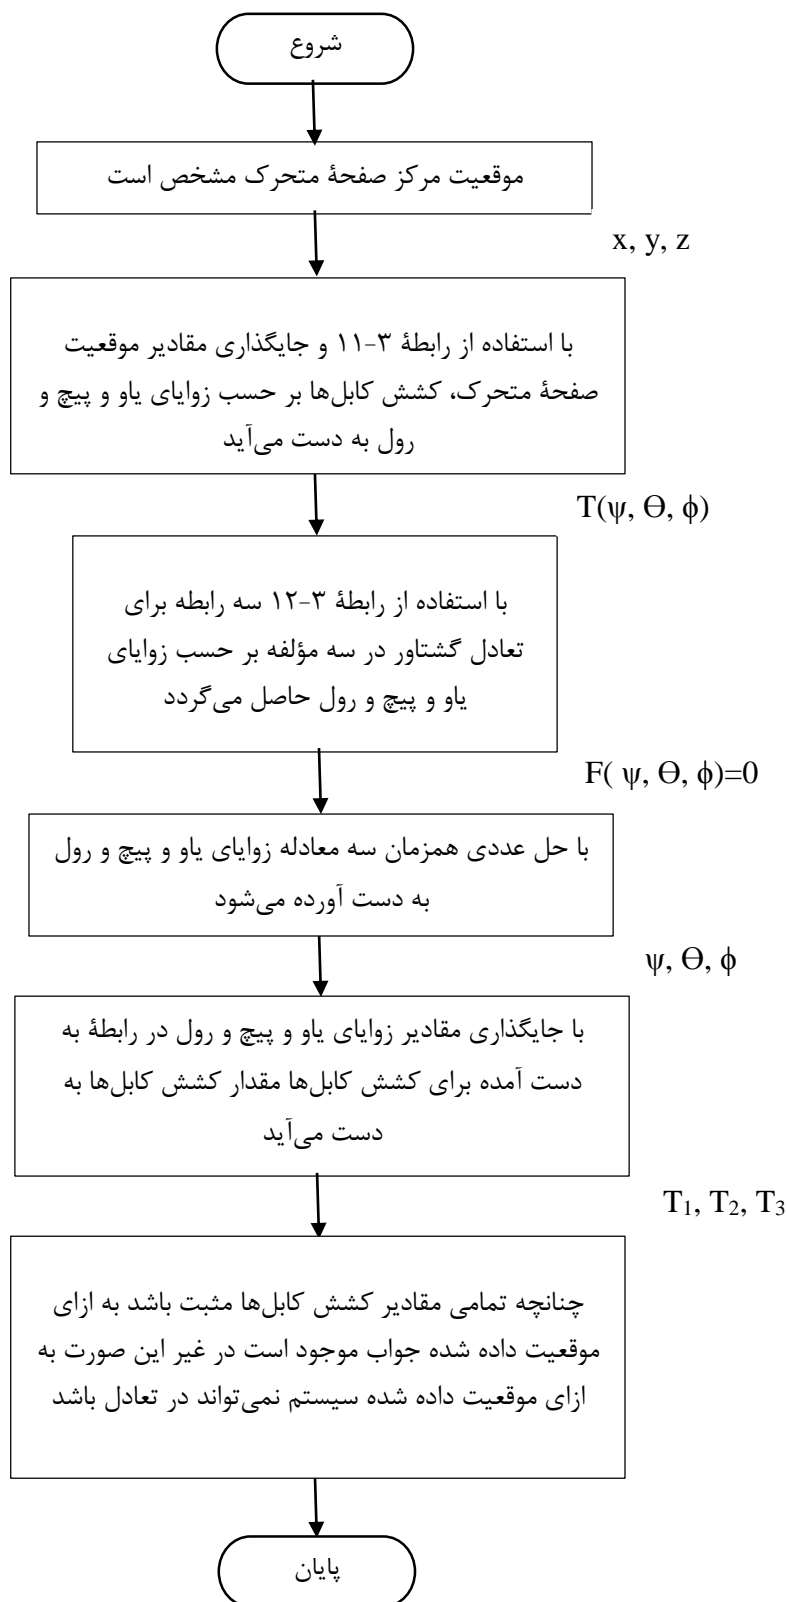 شروع
موقعیت مرکز صفحۀ متحرک مشخص است
x, y, z
با استفاده از رابطۀ ۳-۱۱ و جایگذاری مقادیر موقعیت
صفحۀ متحرک، کشش کابل‌ها بر حسب زوایای یاو و پیچ و
رول به دست می‌آید
T(ψ, Ө, ϕ)
با استفاده از رابطۀ ۳-۱۲ سه رابطه برای
تعادل گشتاور در سه مؤلفه بر حسب زوایای
یاو و پیچ و رول حاصل می‌گردد
F( ψ, Ө, ϕ)=0
با حل عددی همزمان سه معادله زوایای یاو و پیچ و رول
به دست آورده می‌شود
ψ, Ө, ϕ
با جایگذاری مقادیر زوایای یاو و پیچ و رول در رابطۀ به
دست آمده برای کشش کابل‌ها مقدار کشش کابل‌ها به
دست می‌آید
T₁, T₂, T₃
چنانچه تمامی مقادیر کشش کابل‌ها مثبت باشد به ازای
موقعیت داده شده جواب موجود است در غیر این صورت به
ازای موقعیت داده شده سیستم نمی‌تواند در تعادل باشد
پایان